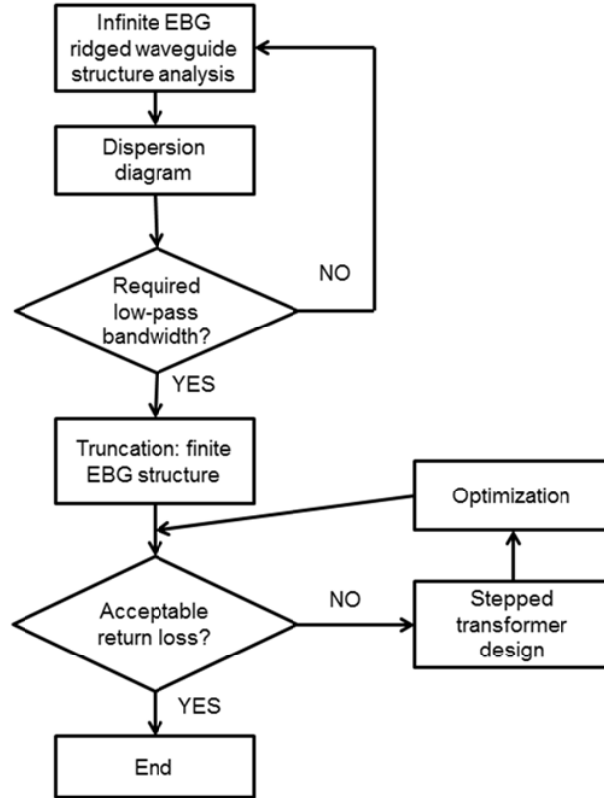 Infinite EBG
ridged waveguide
structure analysis
Dispersion
diagram
Required
low-pass
bandwidth?
NO
YES
Truncation: finite
EBG structure
Optimization
Acceptable
return loss?
NO
Stepped
transformer
design
YES
End